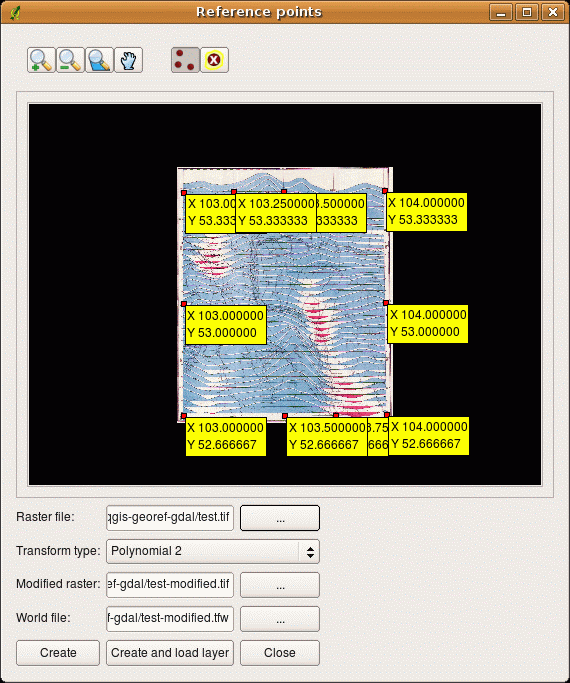 Reference points
X 103.00
Y 53.333
X 103.250000
Y 53.333333
3.500000
333333
X 104.000000
Y 53.333333
X 103.000000
Y 53.000000
X 104.000000
Y 53.000000
X 103.000000
Y 52.666667
X 103.500000
Y 52.666667
3.75
666
X 104.000000
Y 52.666667
Raster file: qgis-georef-gdal/test.tif ...
Transform type: Polynomial 2
Modified raster: ef-gdal/test-modified.tif ...
World file: f-gdal/test-modified.tfw ...
Create Create and load layer Close